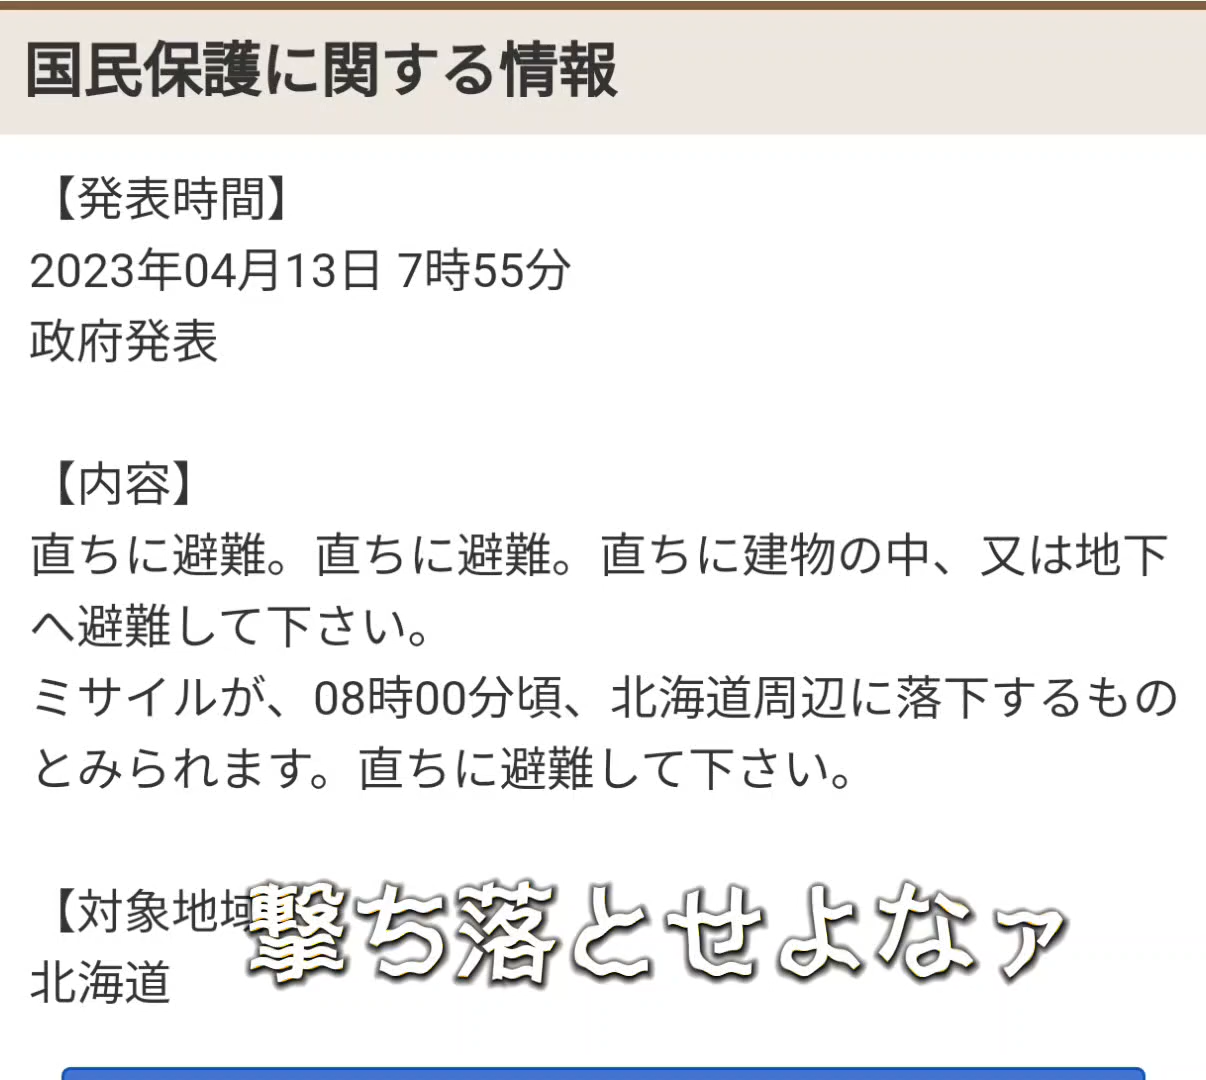 国民保護に関する情報
【発表時間】
2023年04月13日 7時55分
政府発表
【内容】
直ちに避難。直ちに避難。直ちに建物の中、又は地下
へ避難して下さい。
ミサイルが、08時00分頃、北海道周辺に落下するもの
とみられます。直ちに避難して下さい。
【対象地域
撃ち落とせよなァ
北海道